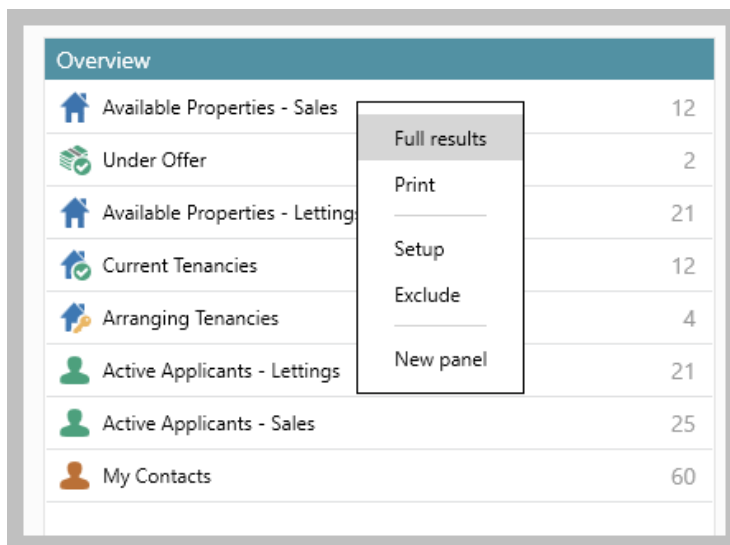 Overview
Available Properties - Sales 12
Full results
Under Offer 2
Print
Available Properties - Letting 21
Setup
Current Tenancies 12
Exclude
Arranging Tenancies 4
New panel
Active Applicants - Lettings 21
Active Applicants - Sales 25
My Contacts 60